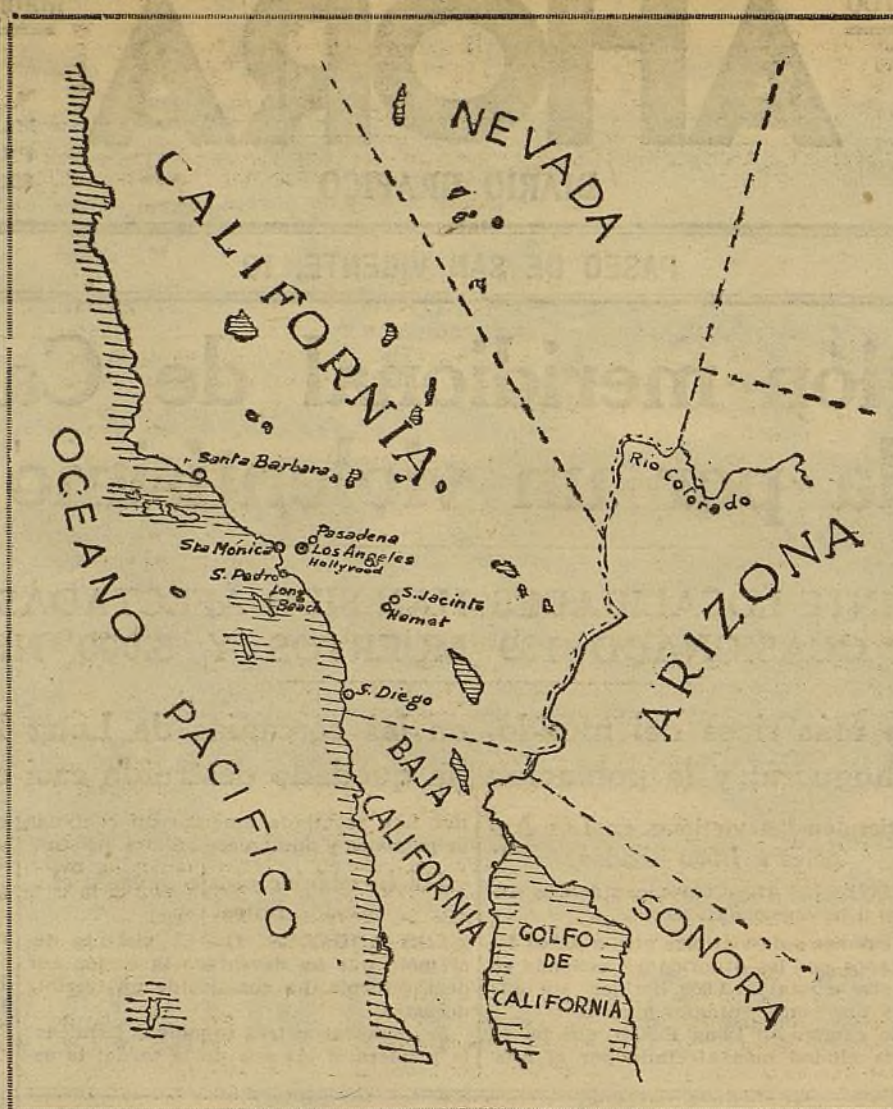 NEVADA
CALIFORNIA
OCEANO PACIFICO
Rio Colorado
ARIZONA
Santa Barbara
Pasadena
Sta Mónica
Los Angeles
Hollywood
S. Pedro
Long
Beach
S. Jacinto
Hemet
S. Diego
BAJA
CALIFORNIA
SONORA
GOLFO
DE
CALIFORNIA